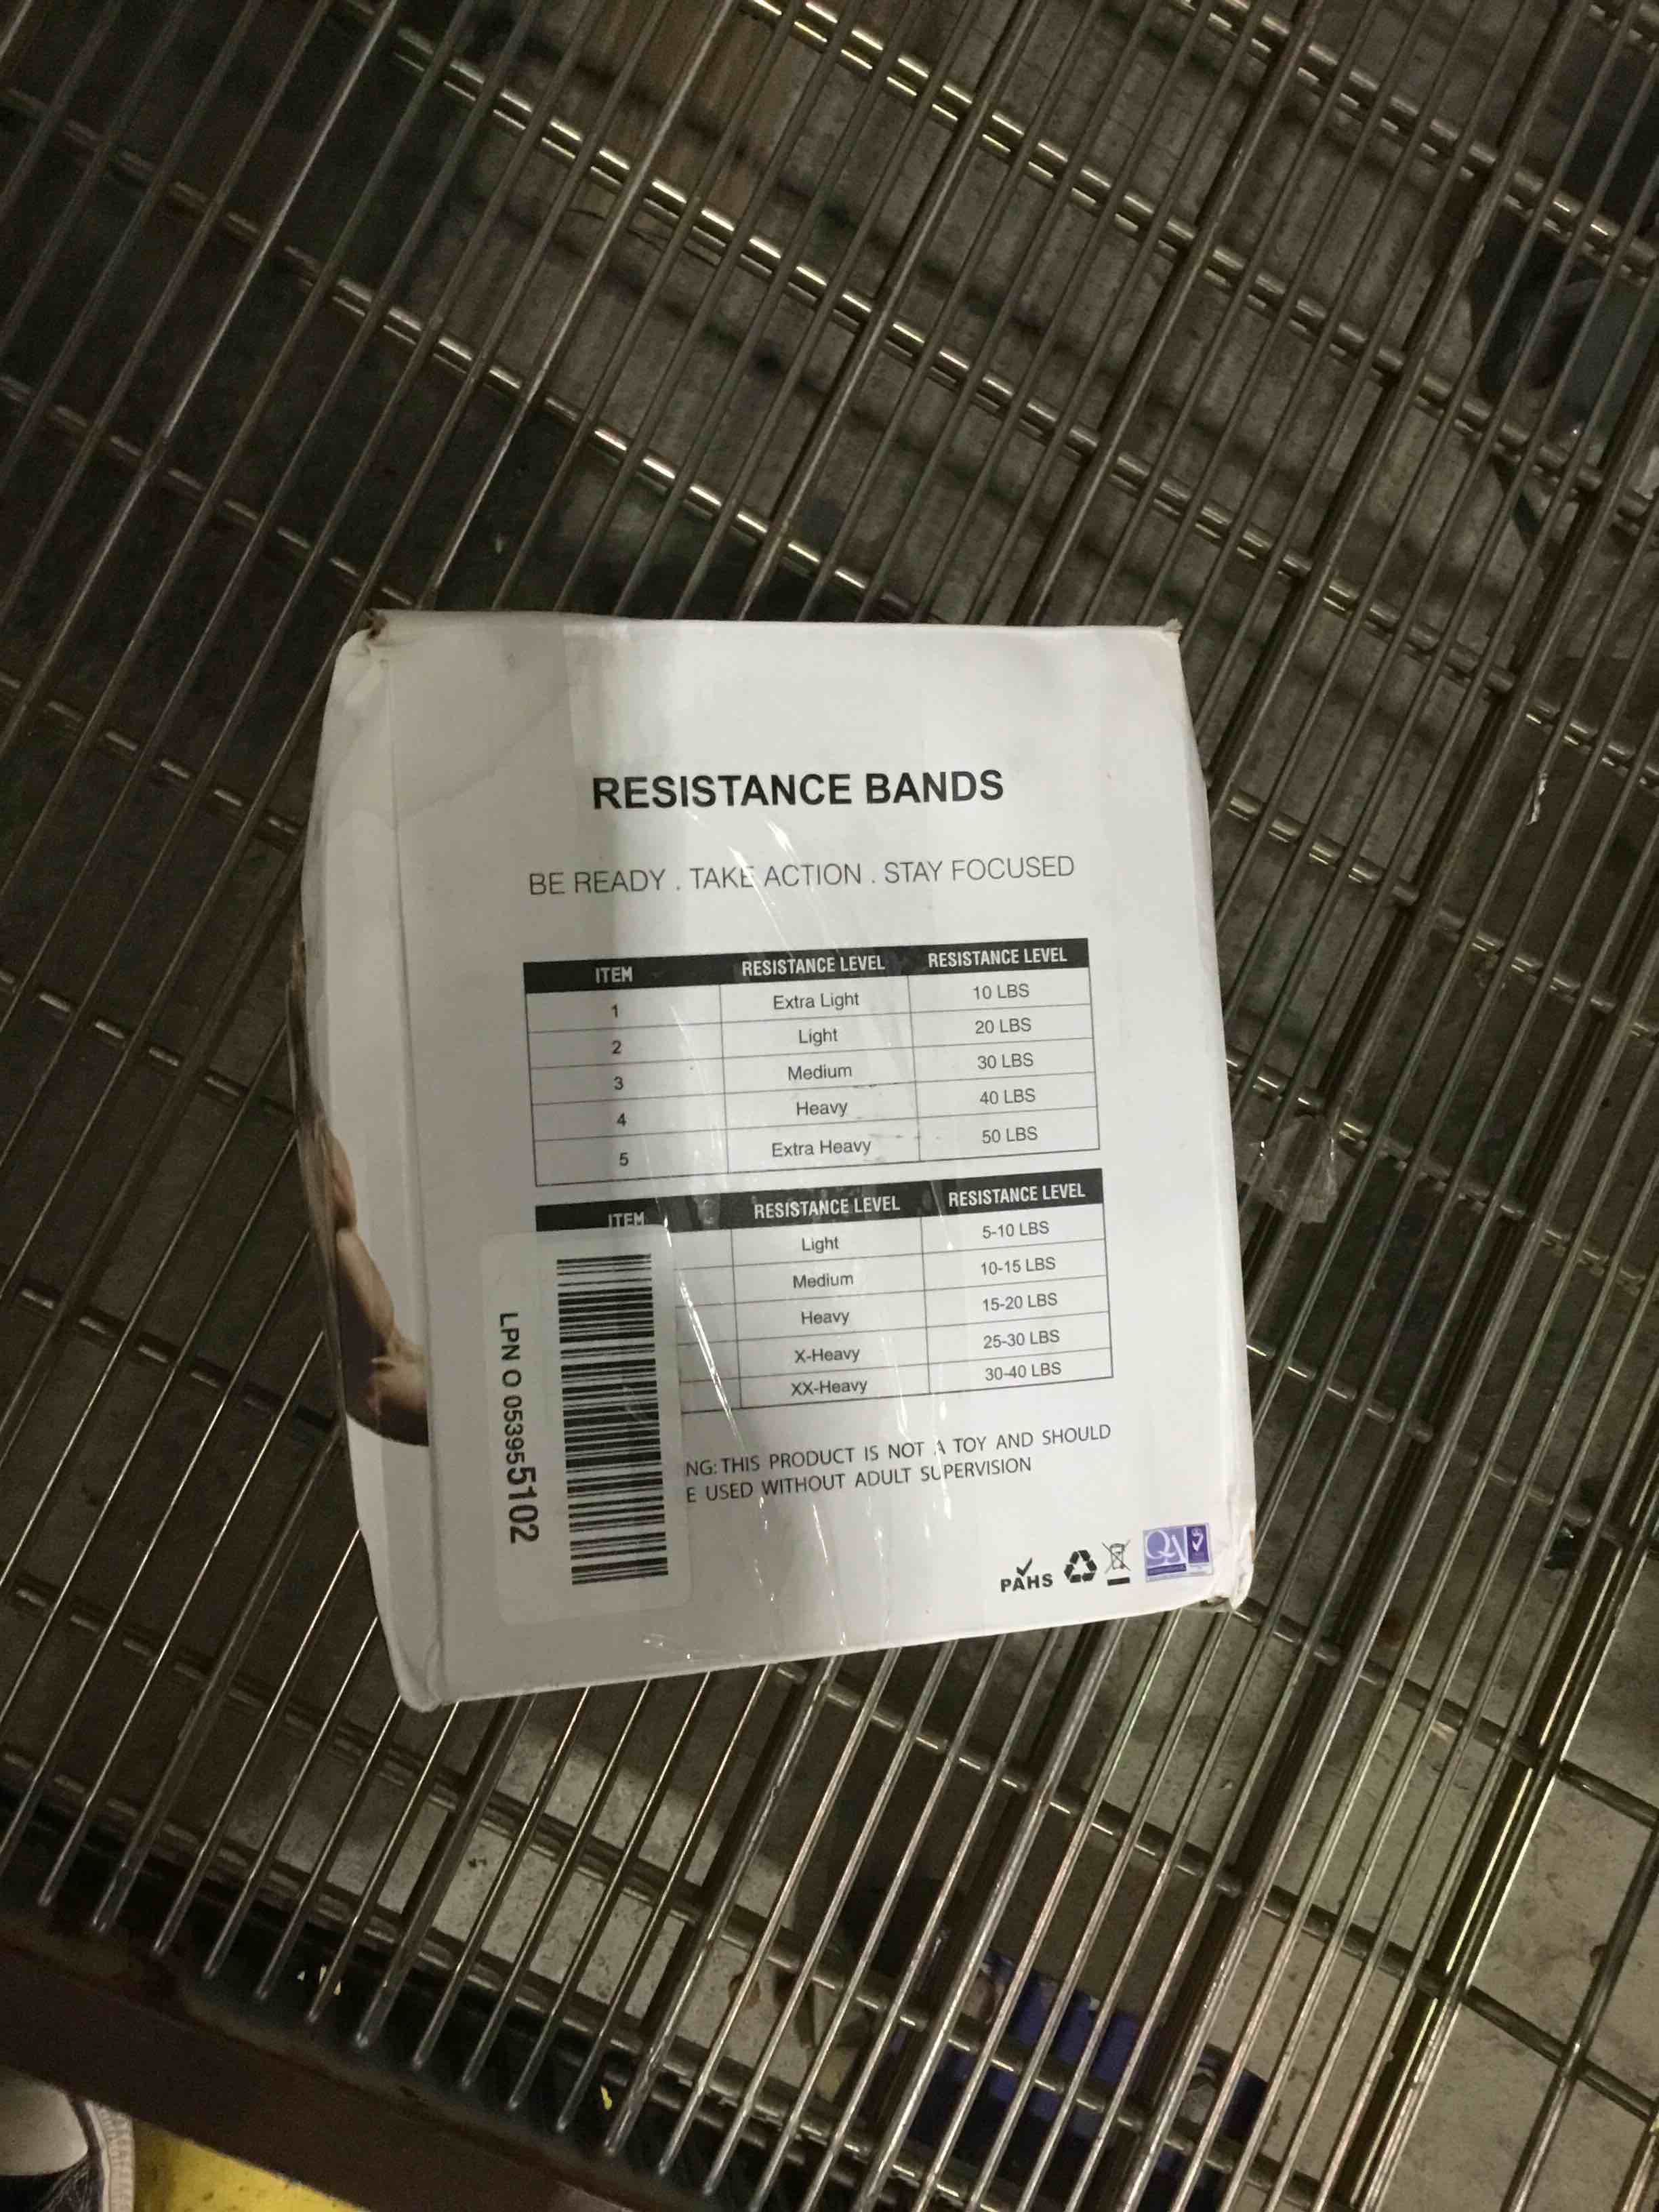 RESISTANCE BANDS
BE READY . TAKE ACTION . STAY FOCUSED
ITEM RESISTANCE LEVEL RESISTANCE LEVEL
1 Extra Light 10 LBS
2 Light 20 LBS
3 Medium 30 LBS
4 Heavy 40 LBS
5 Extra Heavy 50 LBS
ITEM RESISTANCE LEVEL RESISTANCE LEVEL
Light 5-10 LBS
Medium 10-15 LBS
Heavy 15-20 LBS
X-Heavy 25-30 LBS
XX-Heavy 30-40 LBS
LPN O 053955102
NG: THIS PRODUCT IS NOT A TOY AND SHOULD
E USED WITHOUT ADULT SUPERVISION
PAHS
QA